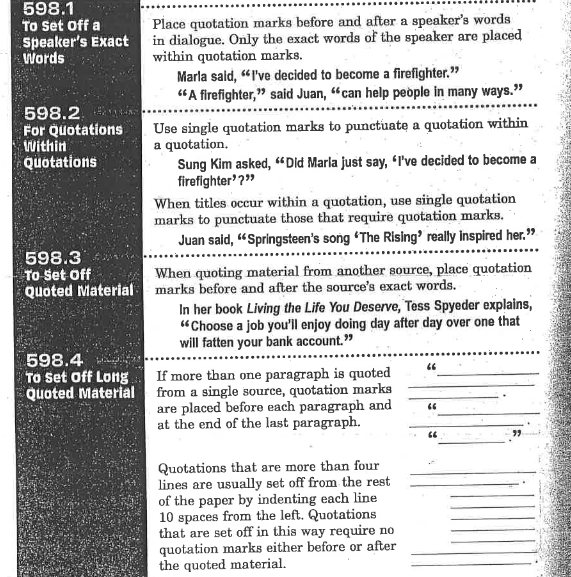 598.1
To Set Off a
Speaker's Exact
Words
Place quotation marks before and after a speaker's words
in dialogue. Only the exact words of the speaker are placed
within quotation marks.
Marla said, “I've decided to become a firefighter.”
“A firefighter,” said Juan, “can help people in many ways.”
598.2
For Quotations
Within
Quotations
Use single quotation marks to punctuate a quotation within
a quotation.
Sung Kim asked, “Did Marla just say, ‘I've decided to become a
firefighter’?”
When titles occur within a quotation, use single quotation
marks to punctuate those that require quotation marks.
Juan said, “Springsteen's song ‘The Rising’ really inspired her.”
598.3
To Set Off
Quoted Material
When quoting material from another source, place quotation
marks before and after the source's exact words.
In her book Living the Life You Deserve, Tess Spyeder explains,
“Choose a job you'll enjoy doing day after day over one that
will fatten your bank account.”
598.4
To Set Off Long
Quoted Material
If more than one paragraph is quoted
from a single source, quotation marks
are placed before each paragraph and
at the end of the last paragraph.
“
.
“
.
“ .”
Quotations that are more than four
lines are usually set off from the rest
of the paper by indenting each line
10 spaces from the left. Quotations
that are set off in this way require no
quotation marks either before or after
the quoted material.